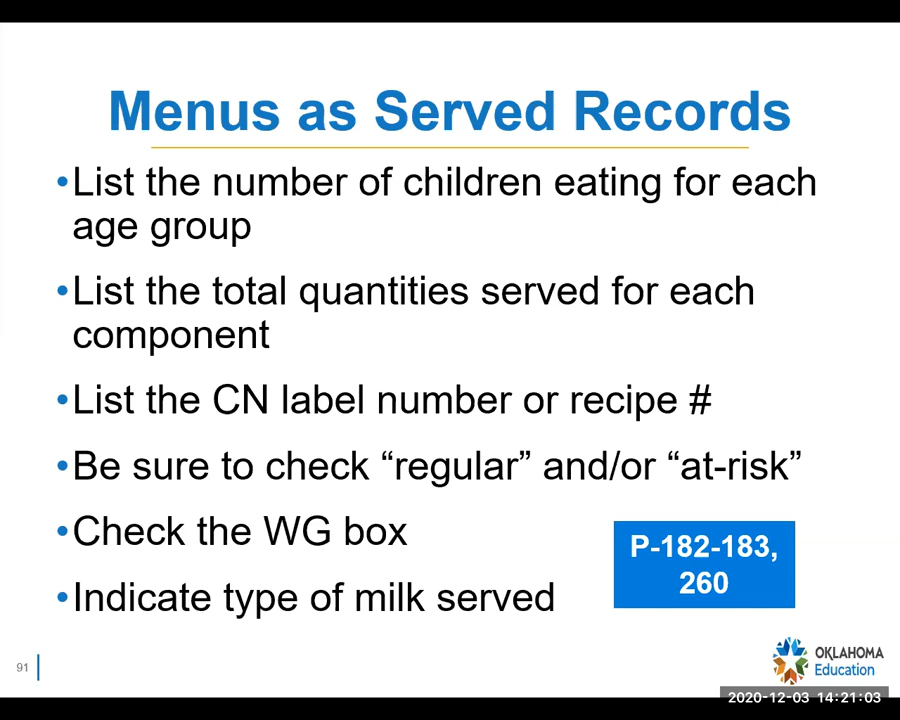 Menus as Served Records
•List the number of children eating for each
age group
•List the total quantities served for each
component
•List the CN label number or recipe #
•Be sure to check “regular” and/or “at-risk”
•Check the WG box
•Indicate type of milk served
P-182-183,
260
91
OKLAHOMA
Education
2020-12-03 14:21:03